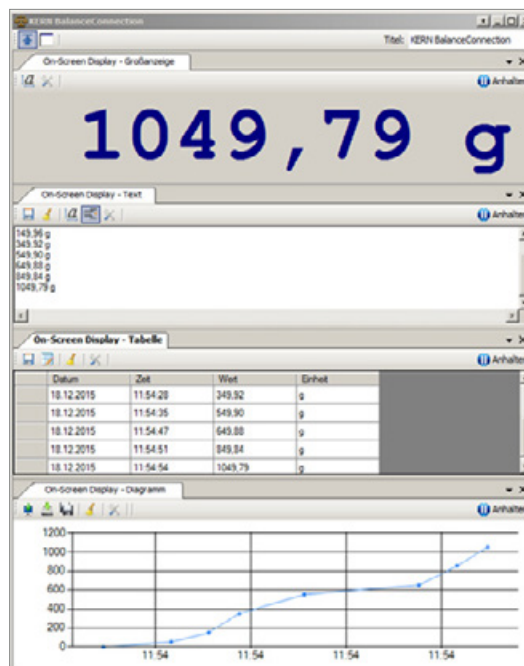 KERN BalanceConnection
Titel: KERN BalanceConnection
On-Screen Display - Großanzeige
Anhalten
1049,79 g
On-Screen Display - Text
Anhalten
149,96 g
349,92 g
549,90 g
649,88 g
849,84 g
1049,79 g
On-Screen Display - Tabelle
Anhalten
Datum Zeit Wert Einheit
18.12.2015 11:54:28 349,92 g
18.12.2015 11:54:35 549,90 g
18.12.2015 11:54:47 649,88 g
18.12.2015 11:54:51 849,84 g
18.12.2015 11:54:54 1049,79 g
On-Screen Display - Diagramm
Anhalten
1200
1000
800
600
400
200
0
11:54 11:54 11:54 11:54